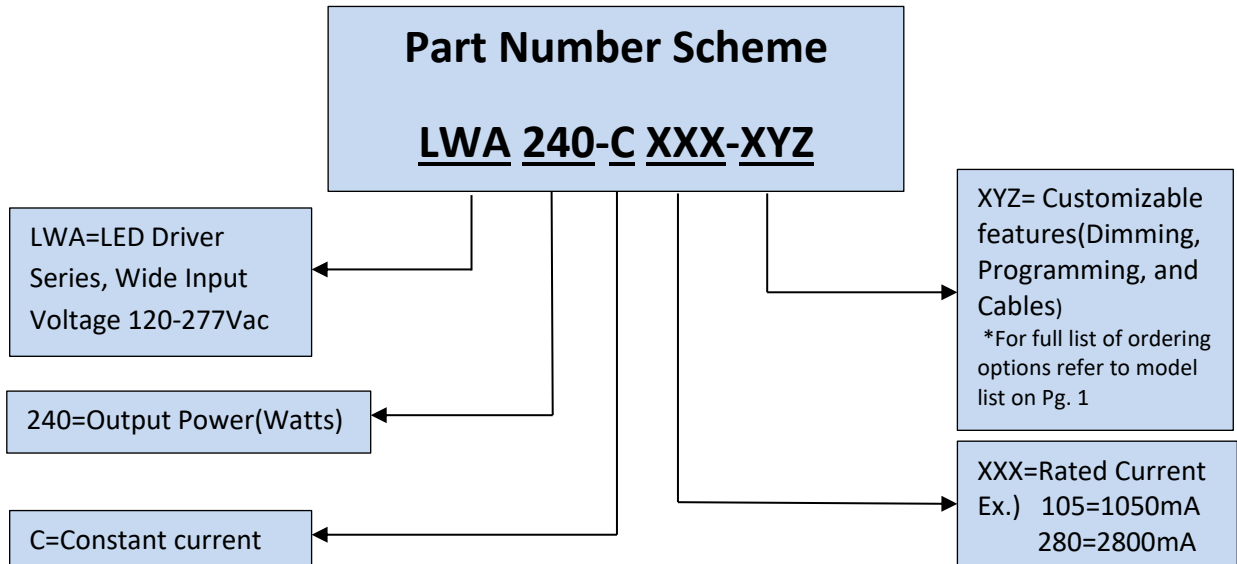 Part Number Scheme
LWA 240-C XXX-XYZ
LWA=LED Driver
Series, Wide Input
Voltage 120-277Vac
240=Output Power(Watts)
C=Constant current
XYZ= Customizable
features(Dimming,
Programming, and
Cables)
*For full list of ordering
options refer to model
list on Pg. 1
XXX=Rated Current
Ex.) 105=1050mA
280=2800mA